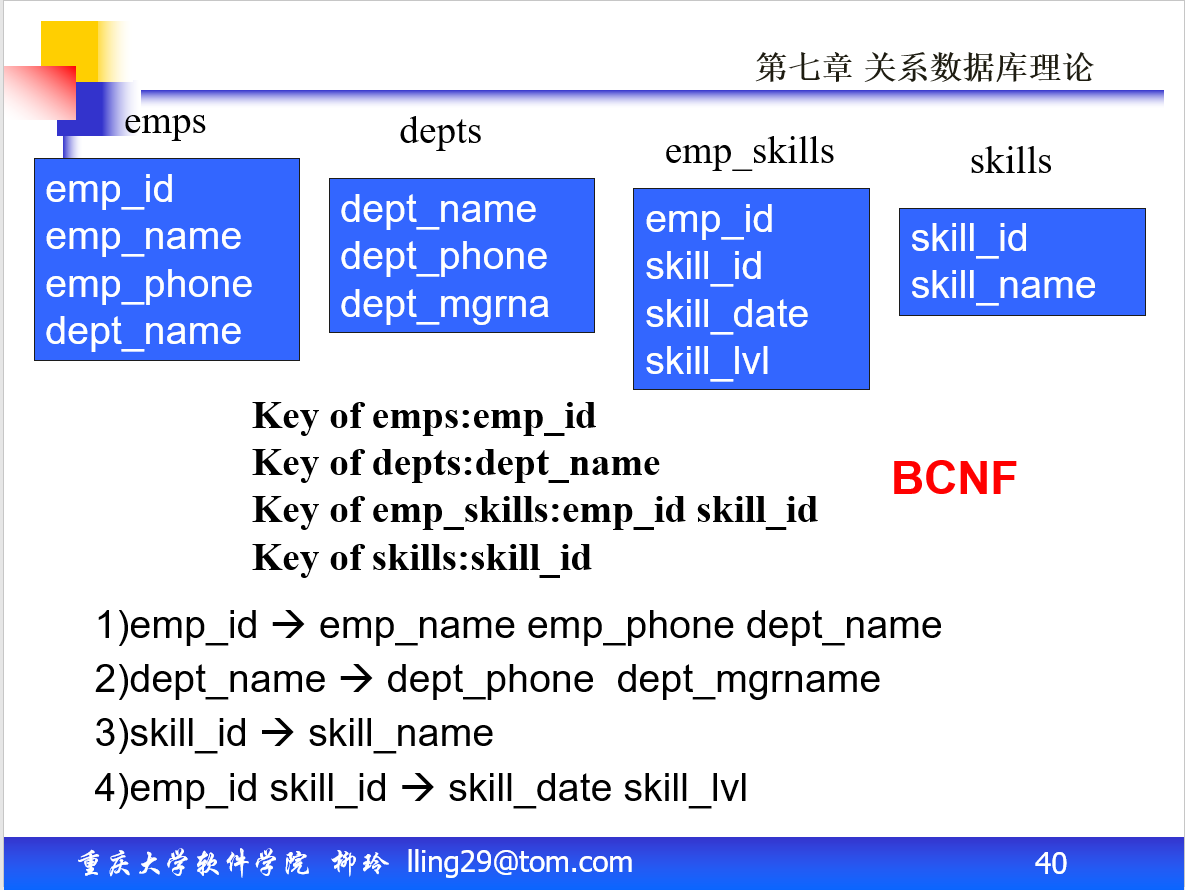 第七章 关系数据库理论
emps
depts
emp_skills
skills
emp_id
emp_name
emp_phone
dept_name
dept_name
dept_phone
dept_mgrna
emp_id
skill_id
skill_date
skill_lvl
skill_id
skill_name
Key of emps:emp_id
Key of depts:dept_name
Key of emp_skills:emp_id skill_id
Key of skills:skill_id
BCNF
1)emp_id → emp_name emp_phone dept_name
2)dept_name → dept_phone dept_mgrname
3)skill_id → skill_name
4)emp_id skill_id → skill_date skill_lvl
重庆大学软件学院 柳玲 lling29@tom.com
40